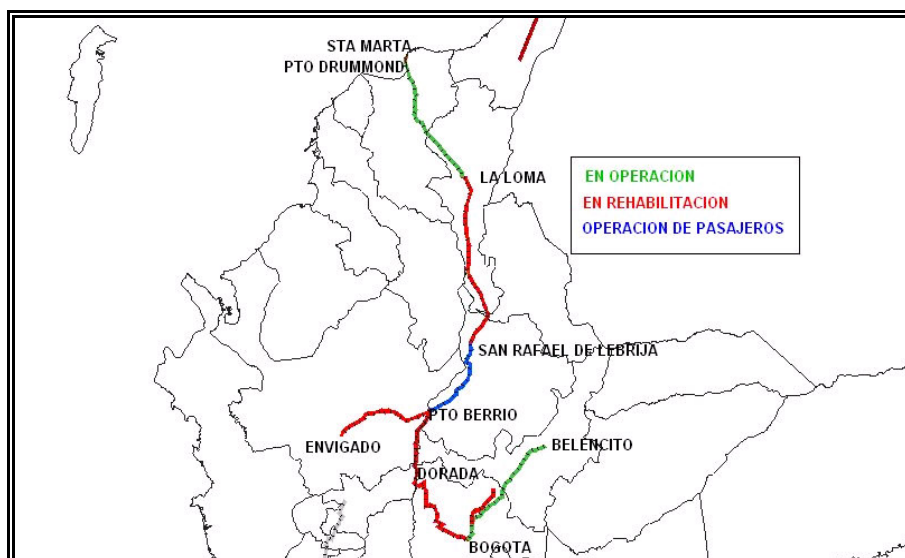 STA MARTA
PTO DRUMMOND
LA LOMA
EN OPERACION
EN REHABILITACION
OPERACION DE PASAJEROS
SAN RAFAEL DE LEBRIJA
PTO BERRIO
ENVIGADO
BELENCITO
DORADA
BOGOTA